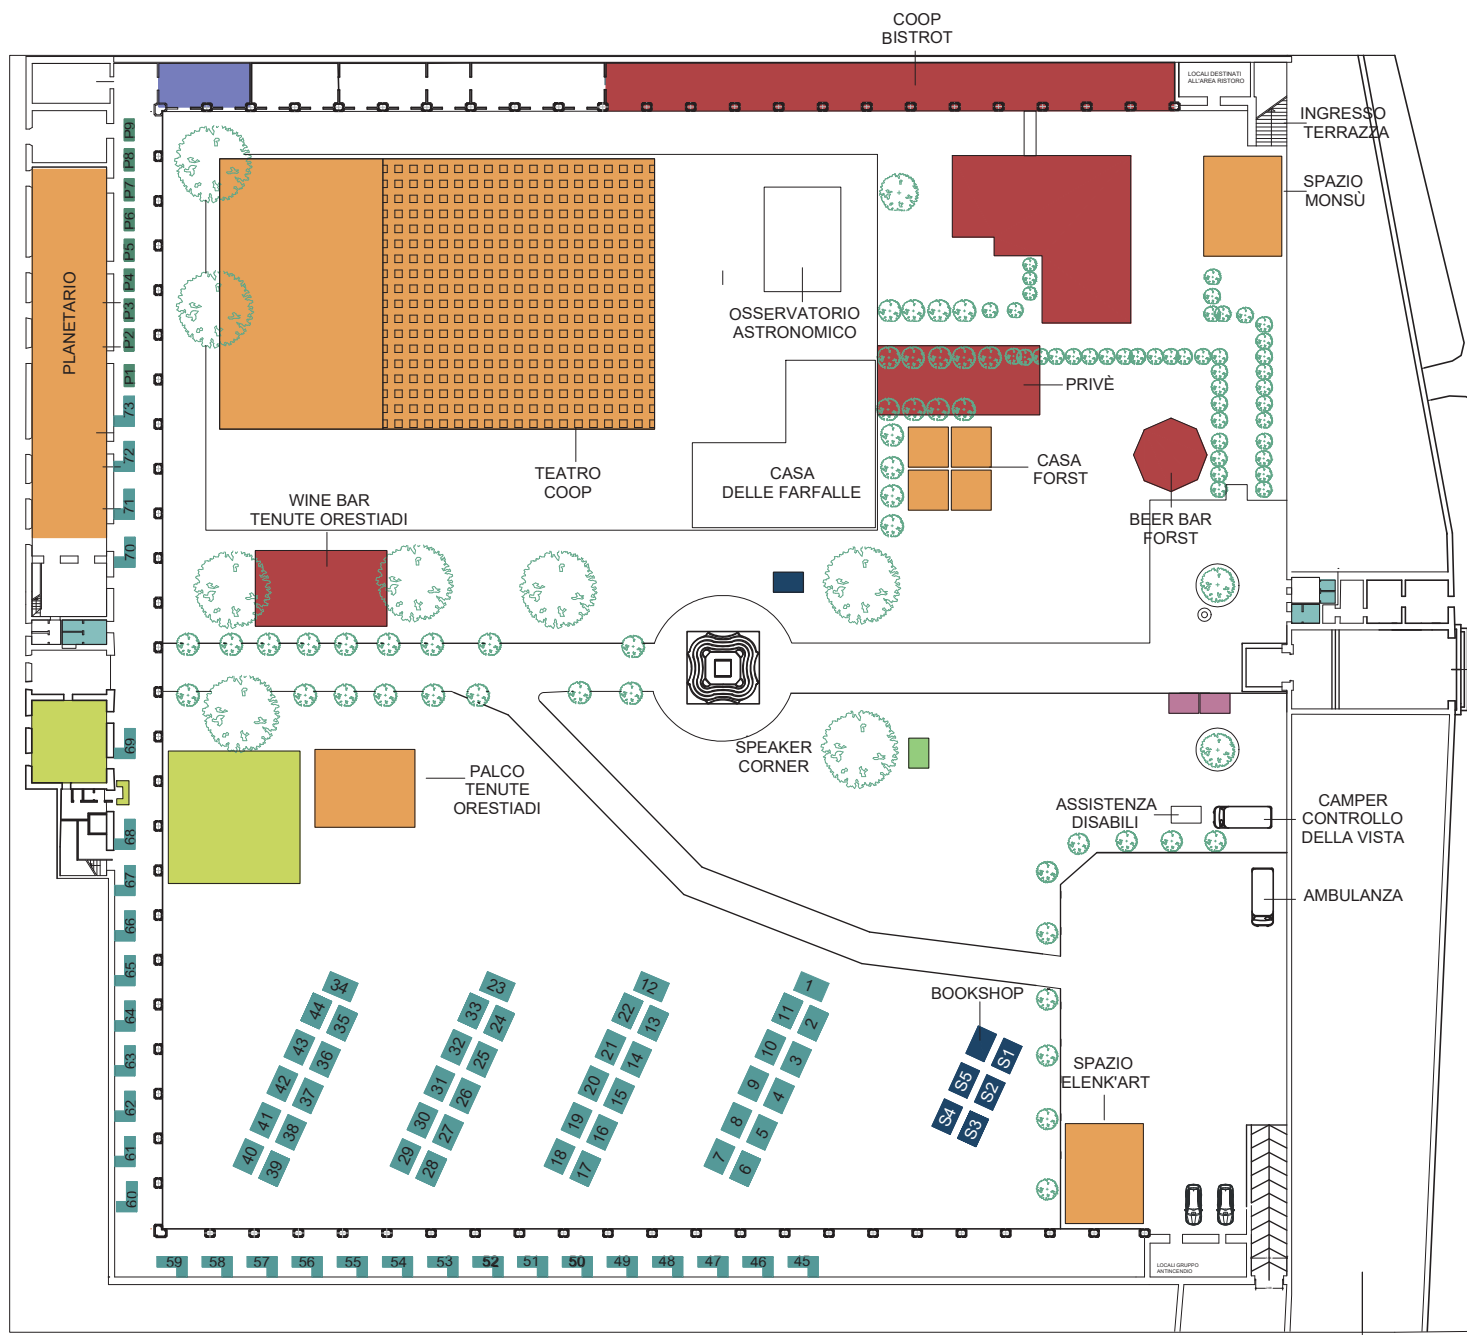 COOP
BISTROT
LOCALI DESTINATI
ALL'AREA RISTORO
INGRESSO
TERRAZZA
SPAZIO
MONSÙ
OSSERVATORIO
ASTRONOMICO
PRIVÈ
PLANETARIO
TEATRO
COOP
CASA
DELLE FARFALLE
CASA
FORST
BEER BAR
FORST
WINE BAR
TENUTE ORESTIADI
PALCO
TENUTE
ORESTIADI
SPEAKER
CORNER
ASSISTENZA
DISABILI
CAMPER
CONTROLLO
DELLA VISTA
AMBULANZA
BOOKSHOP
SPAZIO
ELENK'ART
LOCALI GRUPPO
ANTINCENDIO
P9
P8
P7
P6
P5
P4
P3
P2
P1
73
72
71
70
69
68
67
66
65
64
63
62
61
60
34
44
35
43
36
42
37
41
38
40
39
23
33
24
32
25
31
26
30
27
29
28
12
22
13
21
14
20
15
19
16
18
17
1
11
2
10
3
9
4
8
5
7
6
S1
S5
S2
S4
S3
59
58
57
56
55
54
53
52
51
50
49
48
47
46
45